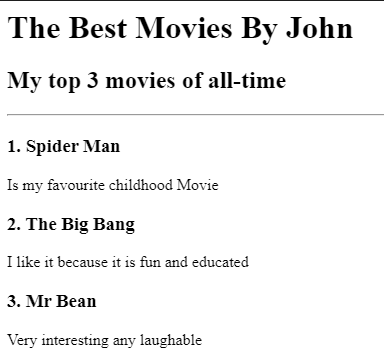 The Best Movies By John
My top 3 movies of all-time
1. Spider Man
Is my favourite childhood Movie
2. The Big Bang
I like it because it is fun and educated
3. Mr Bean
Very interesting any laughable